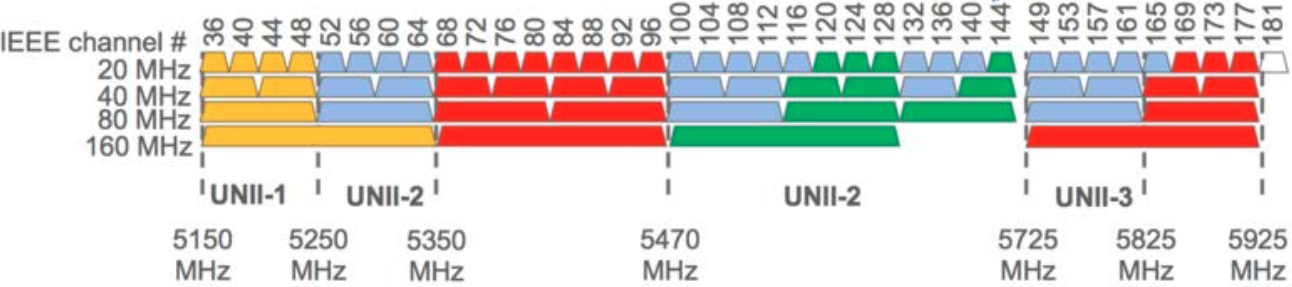 36 40 44 48 52 56 60 64 68 72 76 80 84 88 92 96 100 104 108 112 116 120 124 128 132 136 140 144 149 153 157 161 165 169 173 177 181
IEEE channel #
20 MHz
40 MHz
80 MHz
160 MHz
UNII-1 UNII-2 UNII-2 UNII-3
5150 5250 5350 5470 5725 5825 5925
MHz MHz MHz MHz MHz MHz MHz